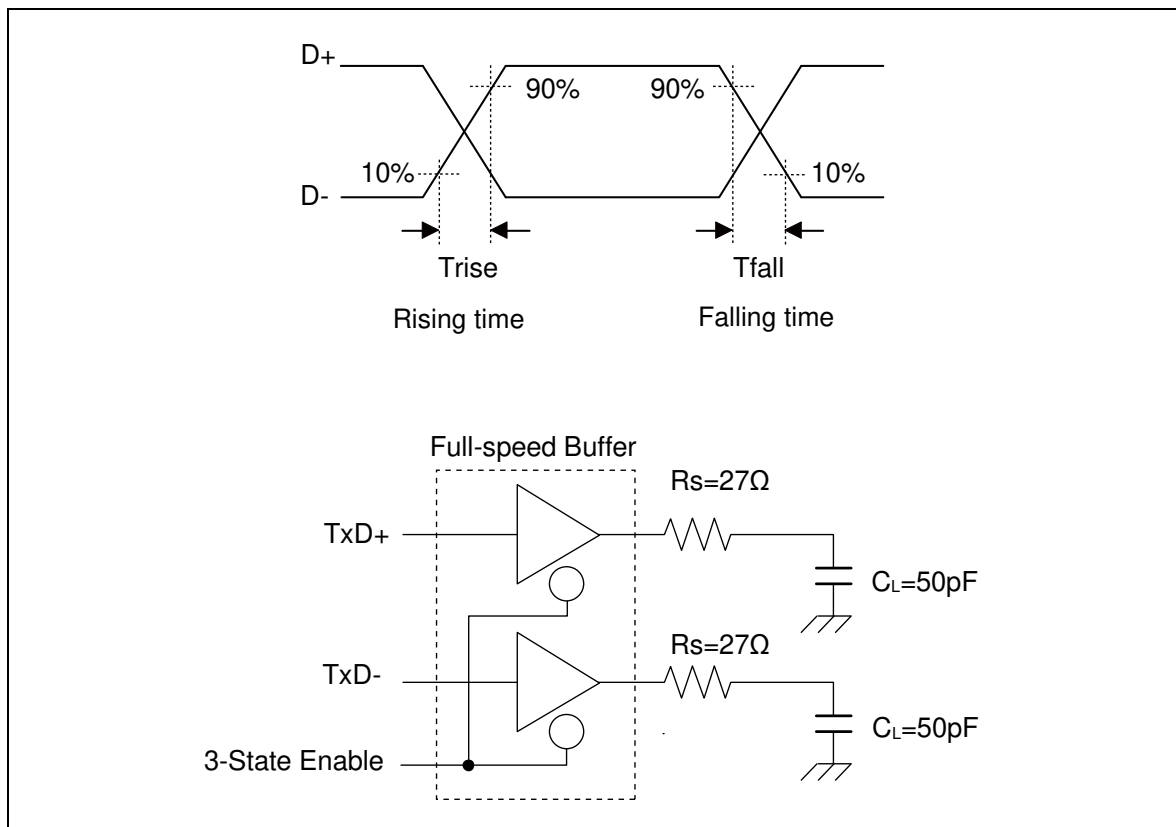 D+
90%
90%
10%
10%
D-
Trise
Tfall
Rising time
Falling time
Full-speed Buffer
Rs=27Ω
TxD+
CL=50pF
Rs=27Ω
TxD-
CL=50pF
3-State Enable